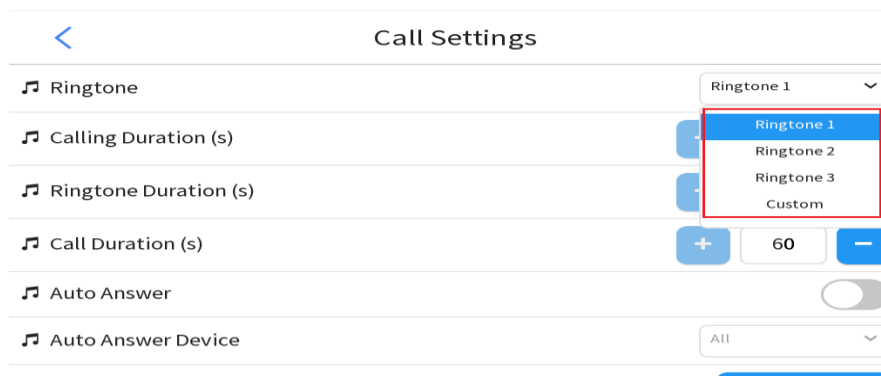 Call Settings
Ringtone
Ringtone 1
Ringtone 1
Ringtone 2
Ringtone 3
Custom
Calling Duration (s)
Ringtone Duration (s)
Call Duration (s)
+ 60 −
Auto Answer
Auto Answer Device
All